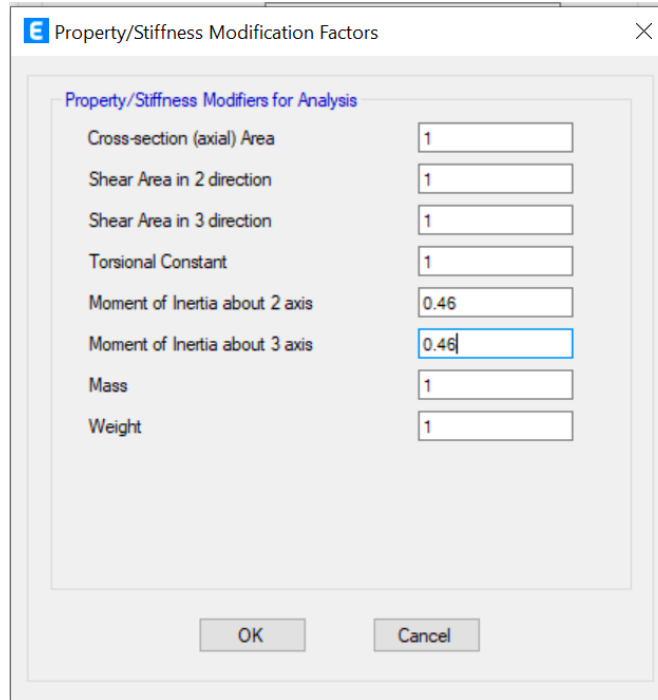 E Property/Stiffness Modification Factors
Property/Stiffness Modifiers for Analysis
Cross-section (axial) Area 1
Shear Area in 2 direction 1
Shear Area in 3 direction 1
Torsional Constant 1
Moment of Inertia about 2 axis 0.46
Moment of Inertia about 3 axis 0.46
Mass 1
Weight 1
OK Cancel